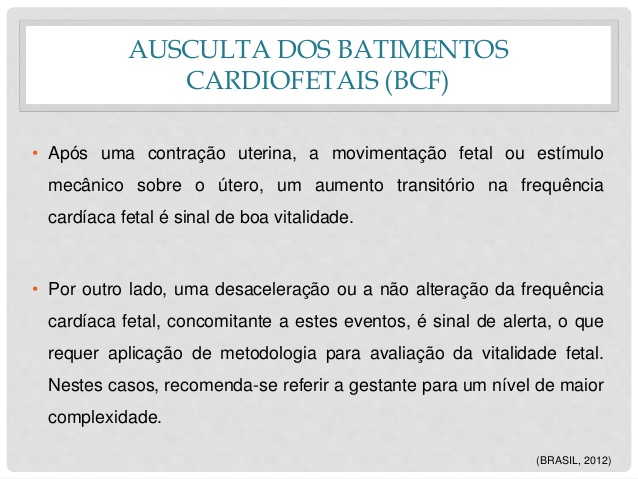 AUSCULTA DOS BATIMENTOS
CARDIOFETAIS (BCF)
• Após uma contração uterina, a movimentação fetal ou estímulo
mecânico sobre o útero, um aumento transitório na frequência
cardíaca fetal é sinal de boa vitalidade.
• Por outro lado, uma desaceleração ou a não alteração da frequência
cardíaca fetal, concomitante a estes eventos, é sinal de alerta, o que
requer aplicação de metodologia para avaliação da vitalidade fetal.
Nestes casos, recomenda-se referir a gestante para um nível de maior
complexidade.
(BRASIL, 2012)